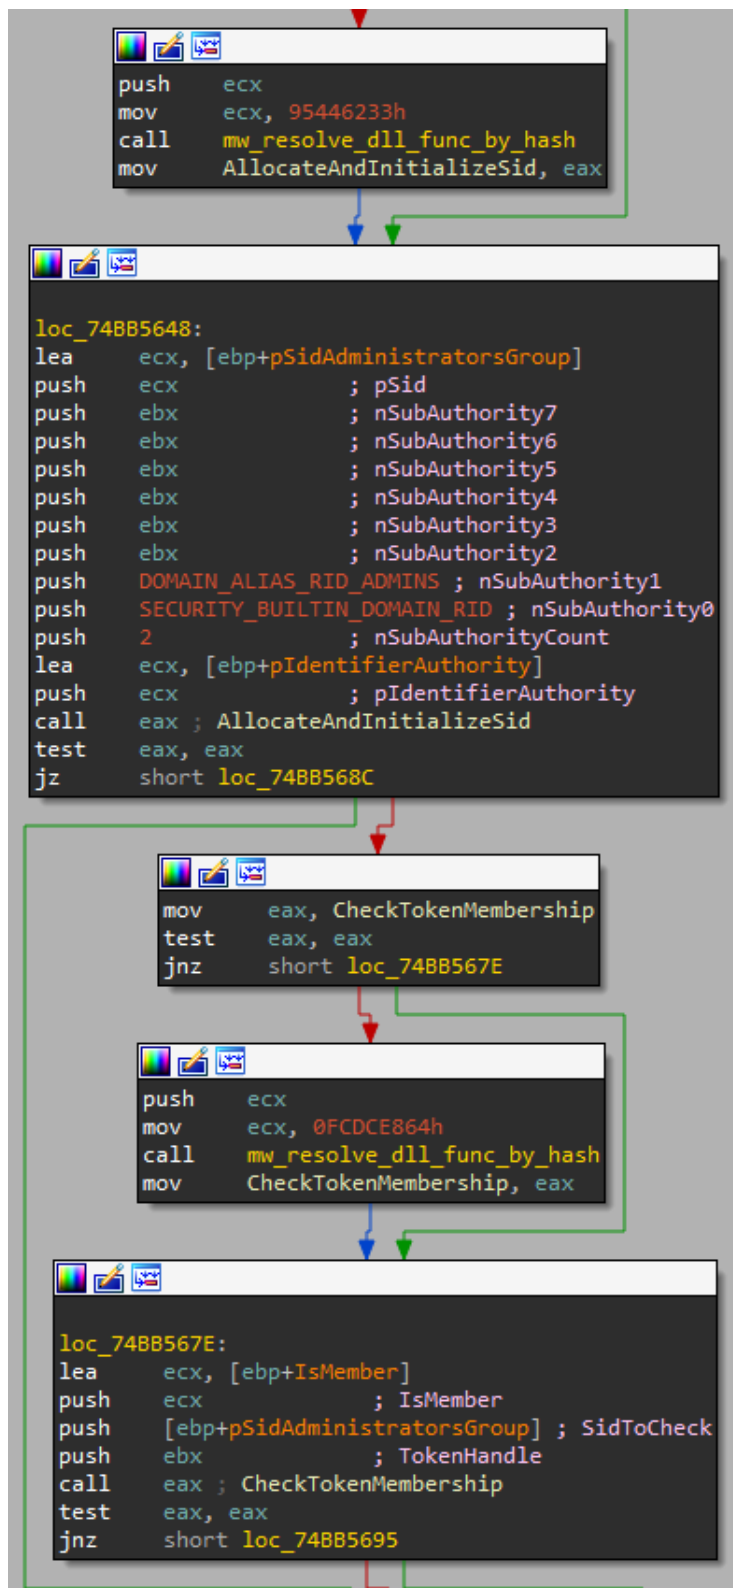 push ecx
mov ecx, 95446233h
call mw_resolve_dll_func_by_hash
mov AllocateAndInitializeSid, eax
loc_74BB5648:
lea ecx, [ebp+pSidAdministratorsGroup]
push ecx ; pSid
push ebx ; nSubAuthority7
push ebx ; nSubAuthority6
push ebx ; nSubAuthority5
push ebx ; nSubAuthority4
push ebx ; nSubAuthority3
push ebx ; nSubAuthority2
push DOMAIN_ALIAS_RID_ADMINS ; nSubAuthority1
push SECURITY_BUILTIN_DOMAIN_RID ; nSubAuthority0
push 2 ; nSubAuthorityCount
lea ecx, [ebp+pIdentifierAuthority]
push ecx ; pIdentifierAuthority
call eax ; AllocateAndInitializeSid
test eax, eax
jz short loc_74BB568C
mov eax, CheckTokenMembership
test eax, eax
jnz short loc_74BB567E
push ecx
mov ecx, 0FCDCE864h
call mw_resolve_dll_func_by_hash
mov CheckTokenMembership, eax
loc_74BB567E:
lea ecx, [ebp+IsMember]
push ecx ; IsMember
push [ebp+pSidAdministratorsGroup] ; SidToCheck
push ebx ; TokenHandle
call eax ; CheckTokenMembership
test eax, eax
jnz short loc_74BB5695